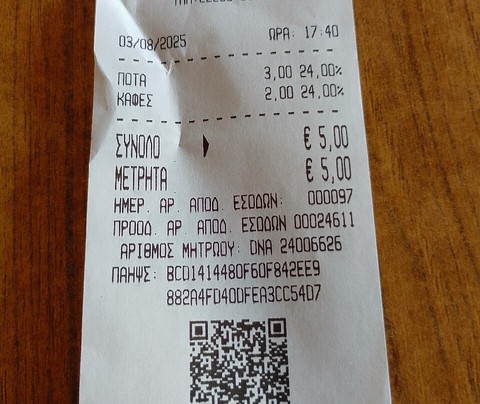 03/08/2025 ΩΡΑ: 17:40
ΠΟΤΑ 3,00 24,00%
ΚΑΦΕΣ 2,00 24,00%
ΣΥΝΟΛΟ € 5,00
ΜΕΤΡΗΤΑ € 5,00
ΗΜΕΡ. ΑΡ. ΑΠΟΔ. ΕΣΟΔΩΝ: 000097
ΠΡΟΟΔ. ΑΡ. ΑΠΟΔ. ΕΣΟΔΩΝ 00024611
ΑΡΙΘΜΟΣ ΜΗΤΡΩΟΥ: DNA 24006626
ΠΑΗΨΣ: BCD1414480F60F842EE9
882A4FD40DFEA3CC54D7